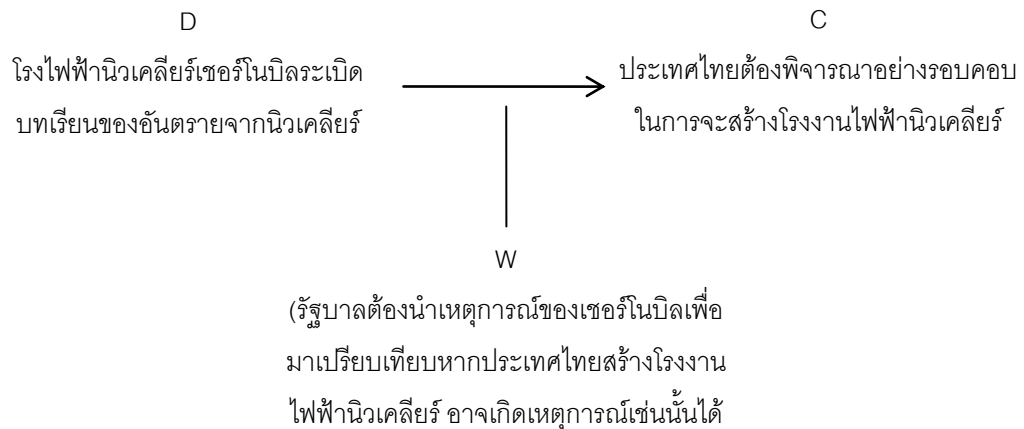 D
โรงไฟฟ้านิวเคลียร์เชอร์โนบิลระเบิด
บทเรียนของอันตรายจากนิวเคลียร์
C
ประเทศไทยต้องพิจารณาอย่างรอบคอบ
ในการจะสร้างโรงงานไฟฟ้านิวเคลียร์
W
(รัฐบาลต้องนำเหตุการณ์ของเชอร์โนบิลเพื่อ
มาเปรียบเทียบหากประเทศไทยสร้างโรงงาน
ไฟฟ้านิวเคลียร์ อาจเกิดเหตุการณ์เช่นนั้นได้